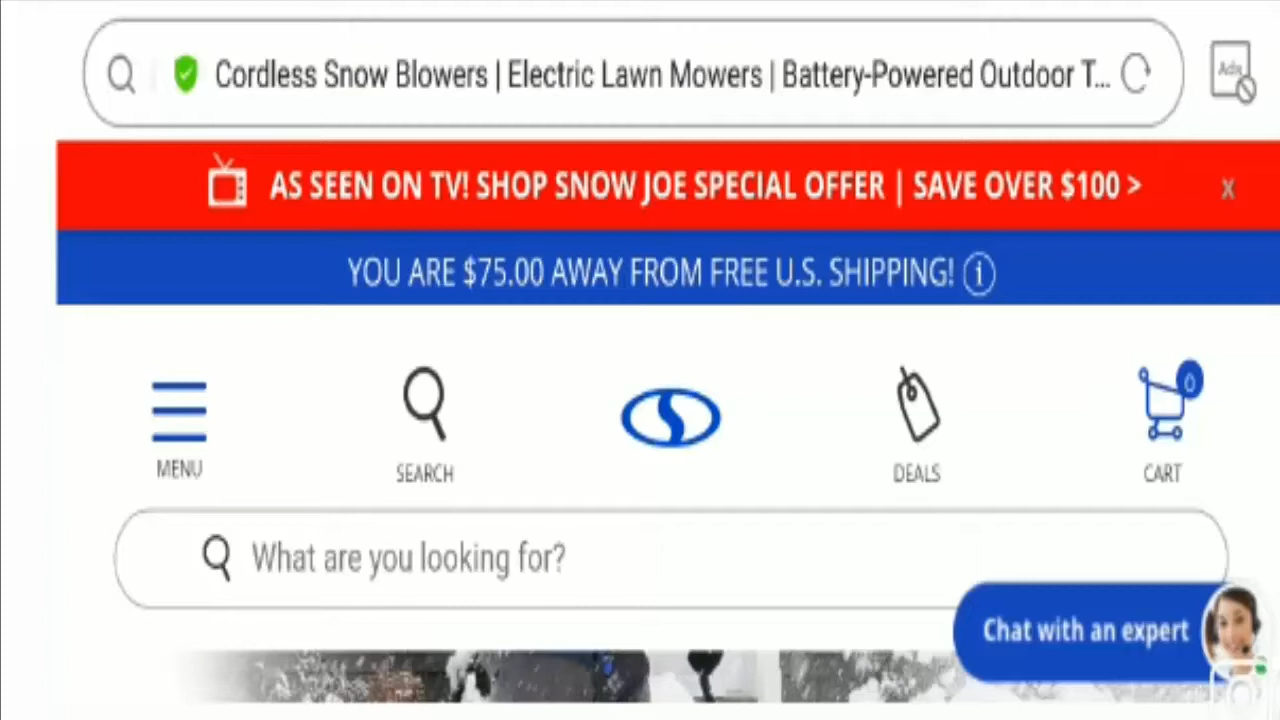 Cordless Snow Blowers | Electric Lawn Mowers | Battery-Powered Outdoor T...
Ads
AS SEEN ON TV! SHOP SNOW JOE SPECIAL OFFER | SAVE OVER $100 > X
YOU ARE $75.00 AWAY FROM FREE U.S. SHIPPING! i
0
MENU SEARCH DEALS CART
What are you looking for?
Chat with an expert